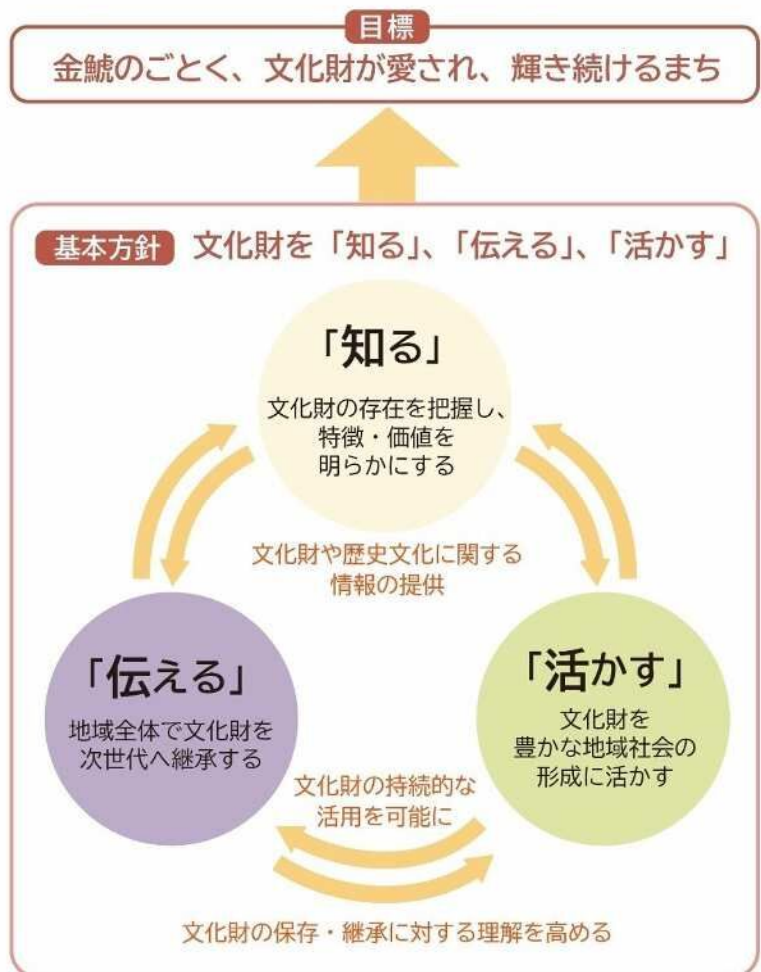 目標
金鯱のごとく、文化財が愛され、輝き続けるまち
基本方針 文化財を「知る」、「伝える」、「活かす」
「知る」
文化財の存在を把握し、
特徴・価値を
明らかにする
文化財や歴史文化に関する
情報の提供
「伝える」
地域全体で文化財を
次世代へ継承する
「活かす」
文化財を
豊かな地域社会の
形成に活かす
文化財の持続的な
活用を可能に
文化財の保存・継承に対する理解を高める